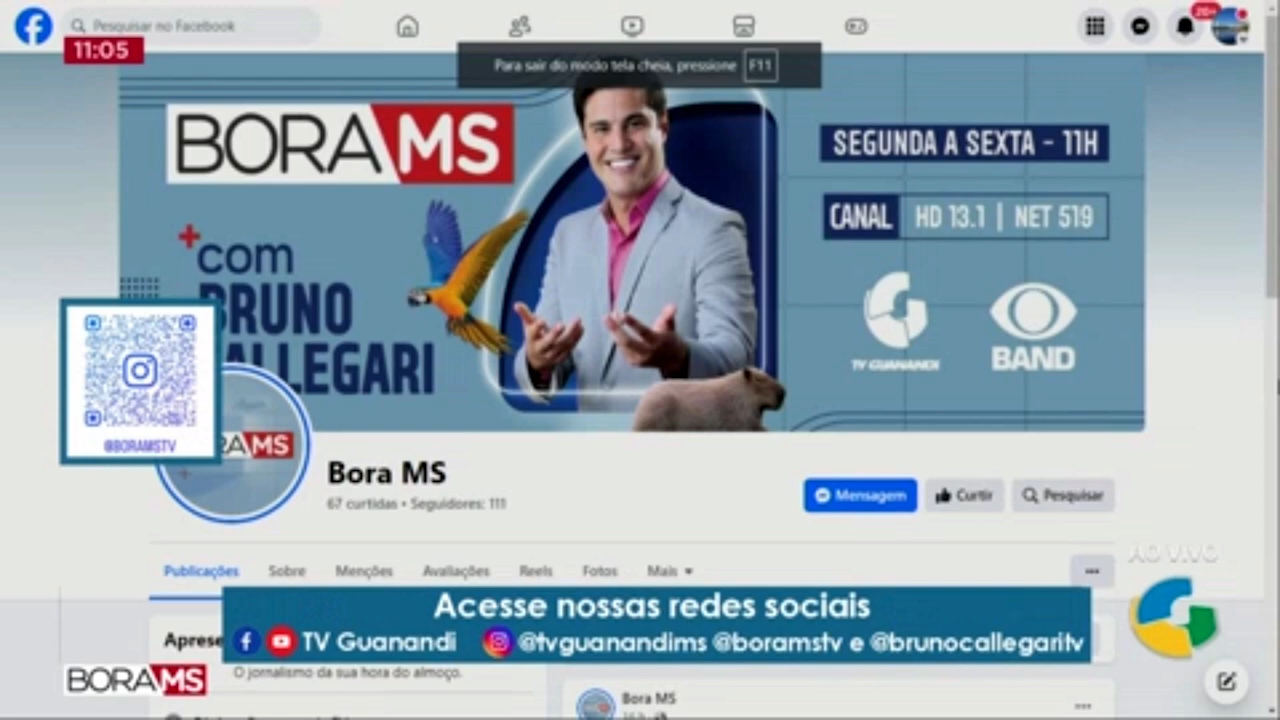 Pesquisar no Facebook
20+
11:05
Para sair do modo tela cheia, pressione F11
BORA MS
SEGUNDA A SEXTA - 11H
CANAL HD 13.1 | NET 519
+com
BRUNO
CALLEGARI
TV GUANANDI
BAND
@BORAMSTV
RA MS
Bora MS
67 curtidas • Seguidores: 111
Mensagem
Curtir
Pesquisar
Publicações Sobre Menções Avaliações Reels Fotos Mais
AO VIVO
Acesse nossas redes sociais
TV Guanandi @tvguanandims @boramstv e @brunocallegaritv
Aprese
O jornalismo da sua hora do almoço.
BORA MS
Bora MS